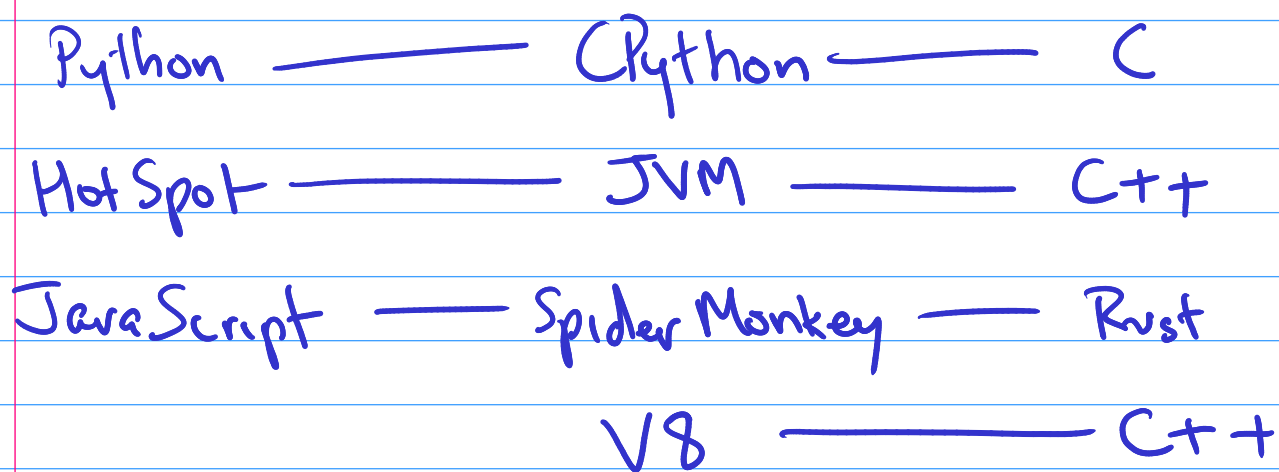 Python — CPython — C
HotSpot — JVM — C++
JavaScript — SpiderMonkey — Rust
V8 — C++